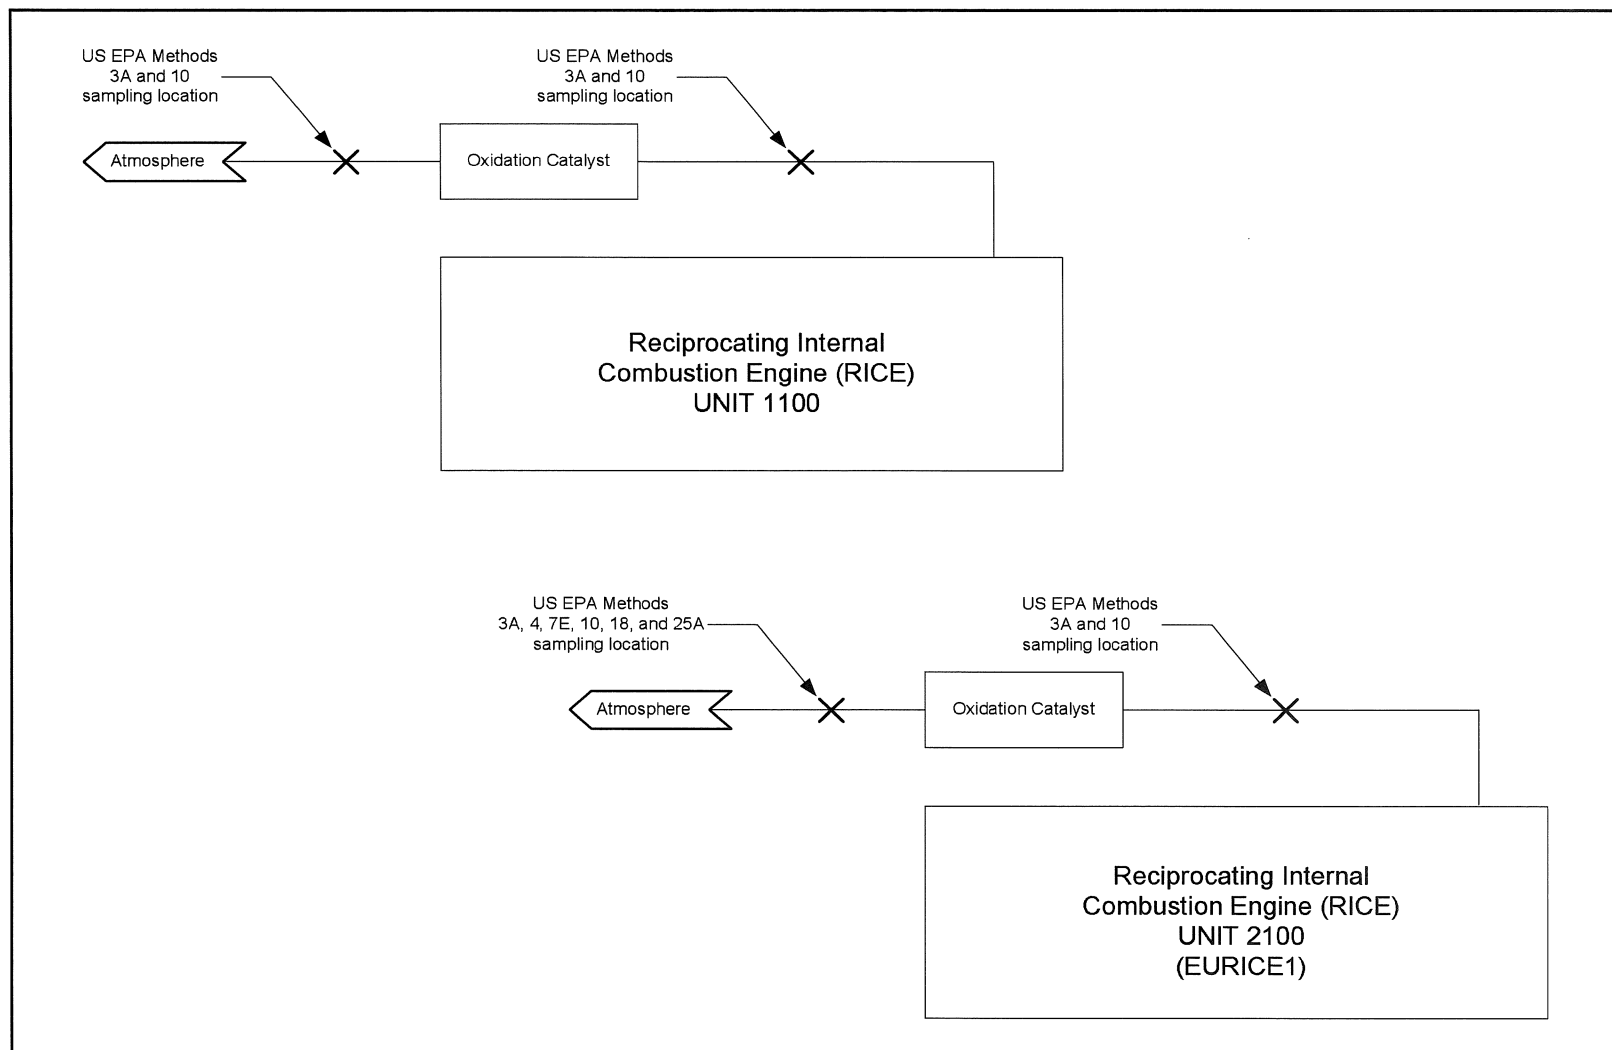 US EPA Methods
3A and 10
sampling location
US EPA Methods
3A and 10
sampling location
Atmosphere
Oxidation Catalyst
Reciprocating Internal
Combustion Engine (RICE)
UNIT 1100
US EPA Methods
3A, 4, 7E, 10, 18, and 25A
sampling location
US EPA Methods
3A and 10
sampling location
Atmosphere
Oxidation Catalyst
Reciprocating Internal
Combustion Engine (RICE)
UNIT 2100
(EURICE1)